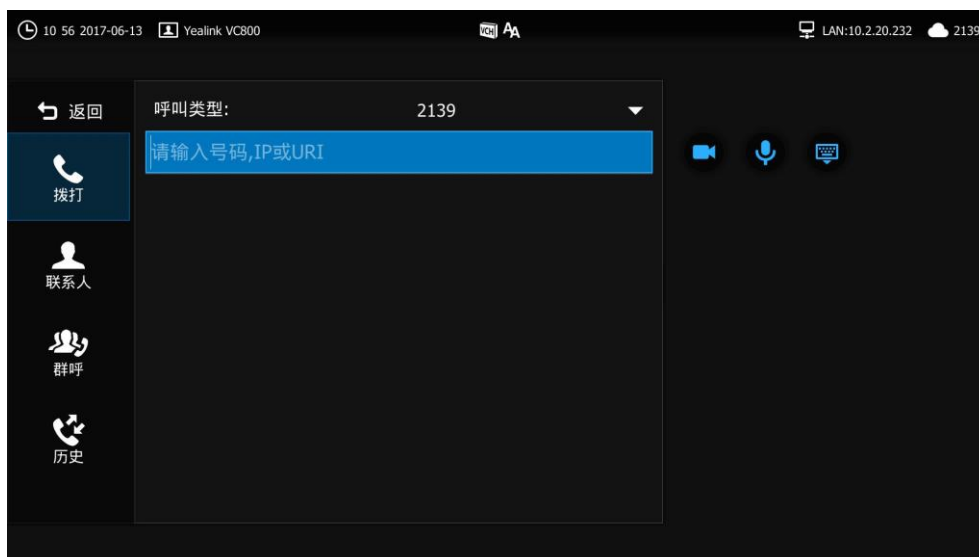 10 56 2017-06-13 Yealink VC800 VCH AA LAN:10.2.20.232 2139
返回
呼叫类型: 2139
请输入号码,IP或URI
拨打
联系人
群呼
历史